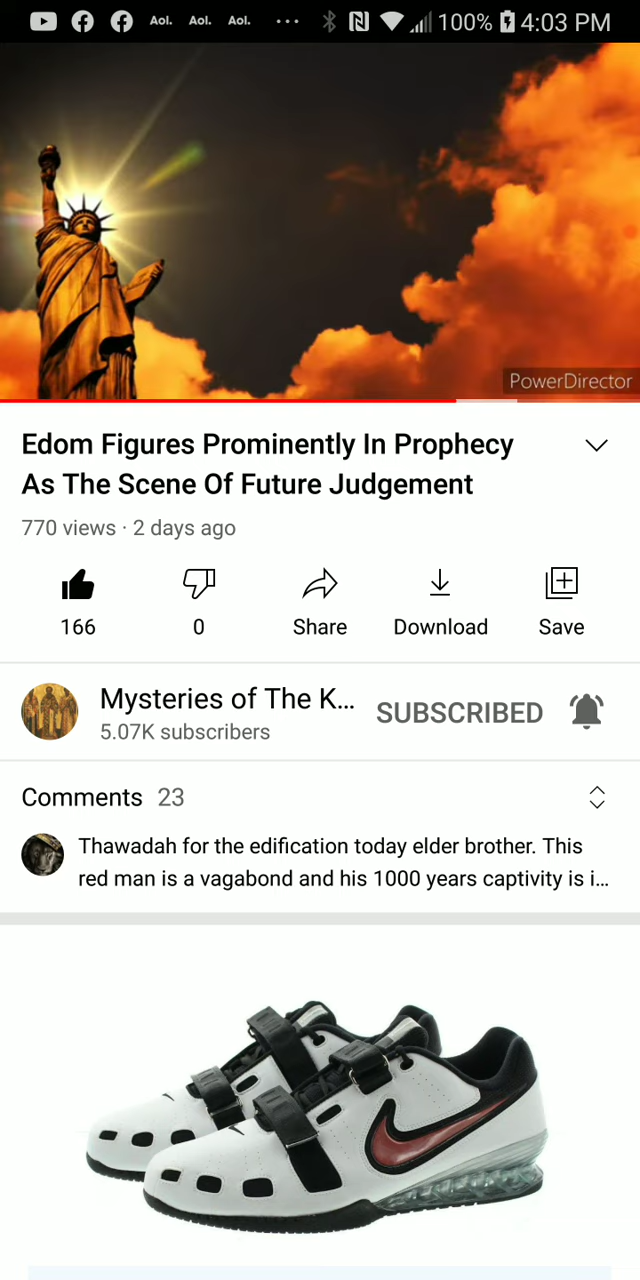 Aol. Aol. Aol. 100% 4:03 PM
PowerDirector
Edom Figures Prominently In Prophecy
As The Scene Of Future Judgement
770 views · 2 days ago
166 0 Share Download Save
Mysteries of The K... SUBSCRIBED
5.07K subscribers
Comments 23
Thawadah for the edification today elder brother. This
red man is a vagabond and his 1000 years captivity is i...